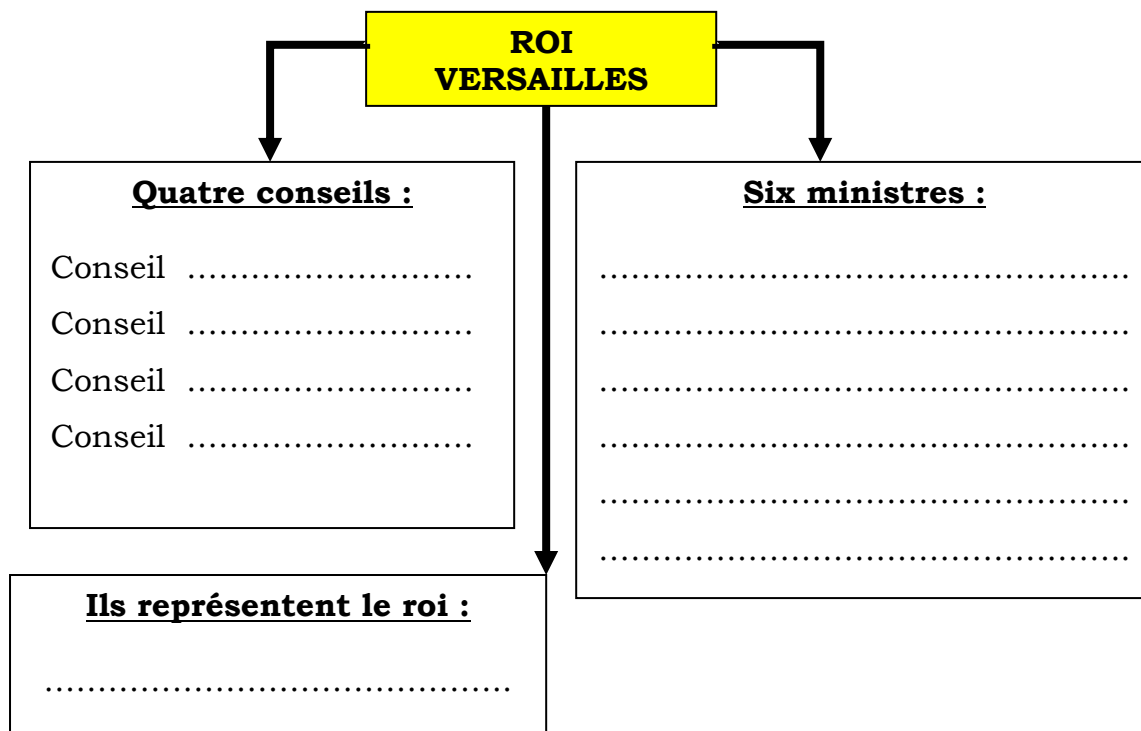 ROI
VERSAILLES
Quatre conseils :
Conseil ………………………
Conseil ………………………
Conseil ………………………
Conseil ………………………
Six ministres :
……………………………………………
……………………………………………
……………………………………………
……………………………………………
……………………………………………
……………………………………………
Ils représentent le roi :
………………………………………